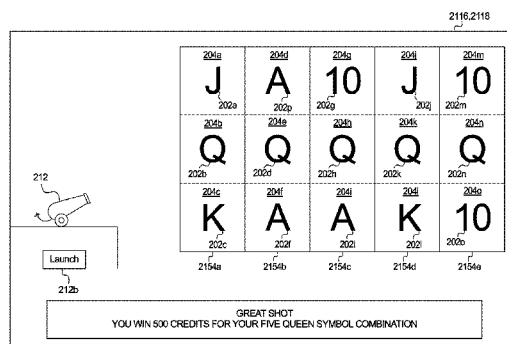 2116,2118
204a 204d 204g 204j 204m
J A 10 J 10
202a 202p 202g 202j 202m
204b 204e 204h 204k 204n
Q Q Q Q Q
202b 202d 202h 202k 202n
212
204c 204f 204i 204l 204o
K A A K 10
202c 202f 202i 202l 202o
Launch
2154a 2154b 2154c 2154d 2154e
212b
GREAT SHOT
YOU WIN 500 CREDITS FOR YOUR FIVE QUEEN SYMBOL COMBINATION